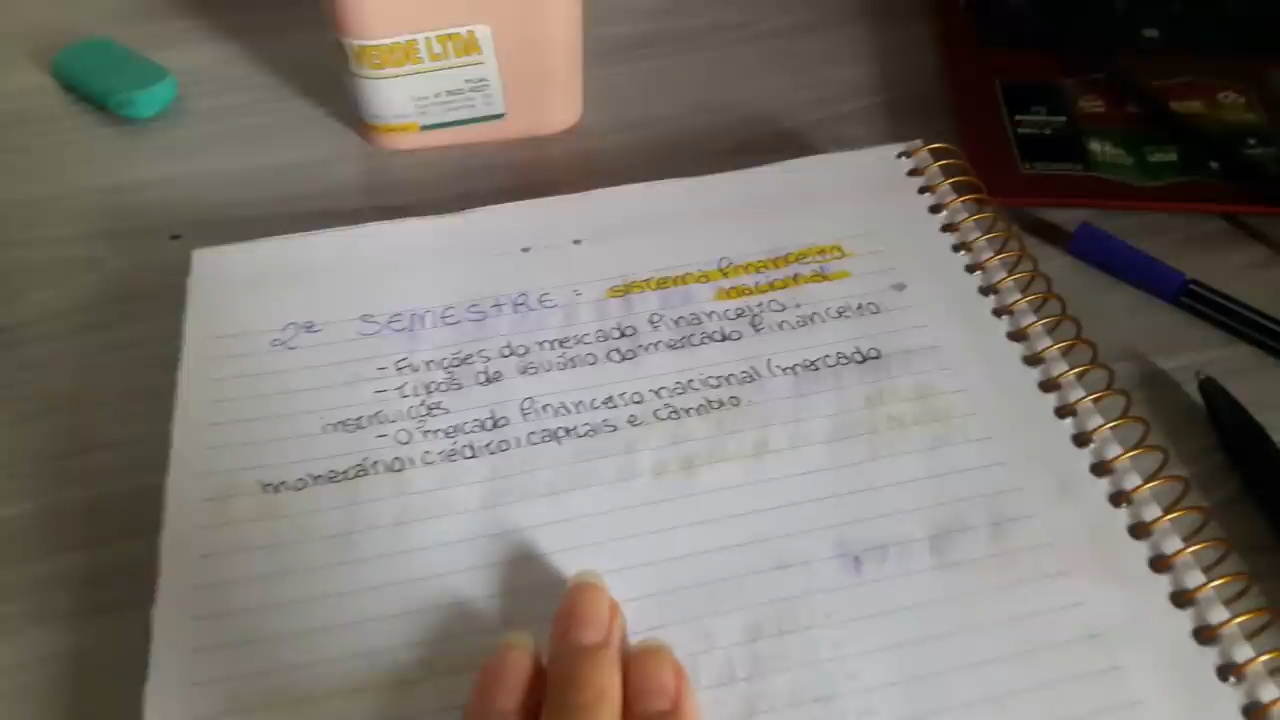 VERDE LTDA
2º SEMESTRE: sistema financeiro
nacional
- Funções do mercado financeiro;
- tipos de usuário do mercado financeiro
instituições
- O mercado financeiro nacional (mercado
monetário, crédito, capitais e câmbio.